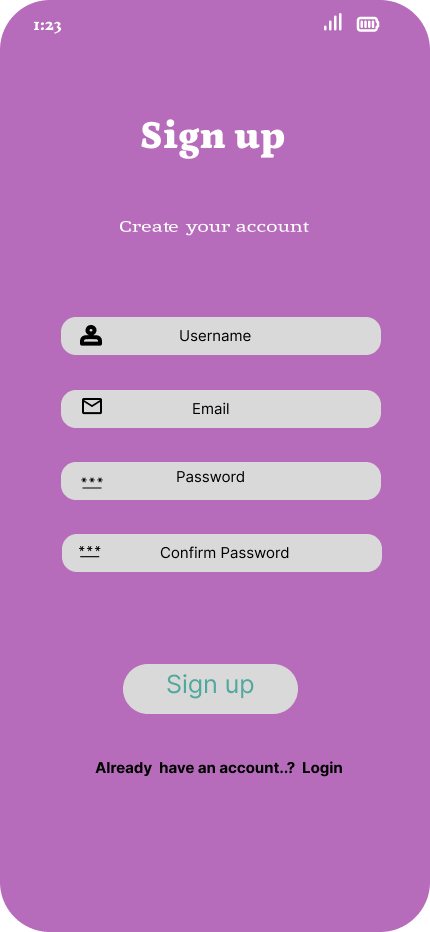 1:23
Sign up
Create your account
Username
Email
***
Password
***
Confirm Password
Sign up
Already have an account..? Login